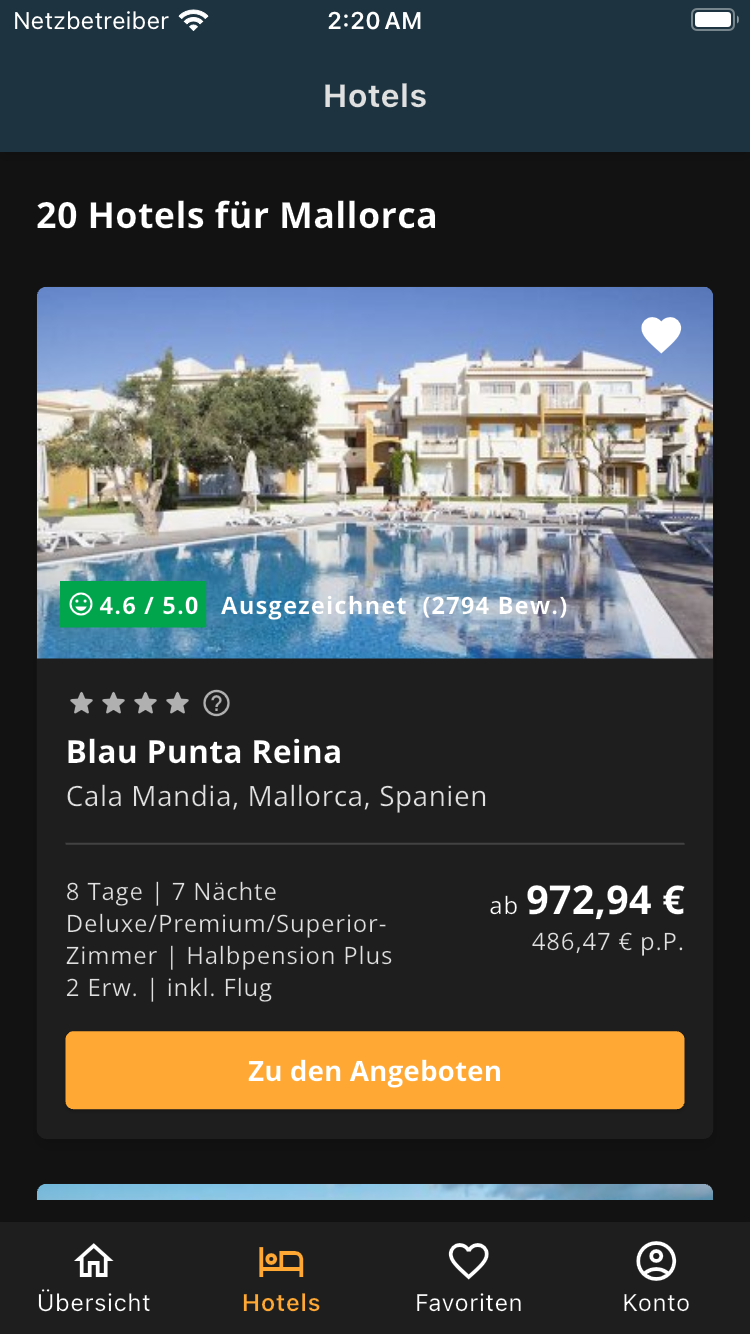 Netzbetreiber 2:20 AM
Hotels
20 Hotels für Mallorca
4.6 / 5.0 Ausgezeichnet (2794 Bew.)
Blau Punta Reina
Cala Mandia, Mallorca, Spanien
8 Tage | 7 Nächte
Deluxe/Premium/Superior-
Zimmer | Halbpension Plus
2 Erw. | inkl. Flug
ab 972,94 €
486,47 € p.P.
Zu den Angeboten
Übersicht Hotels Favoriten Konto